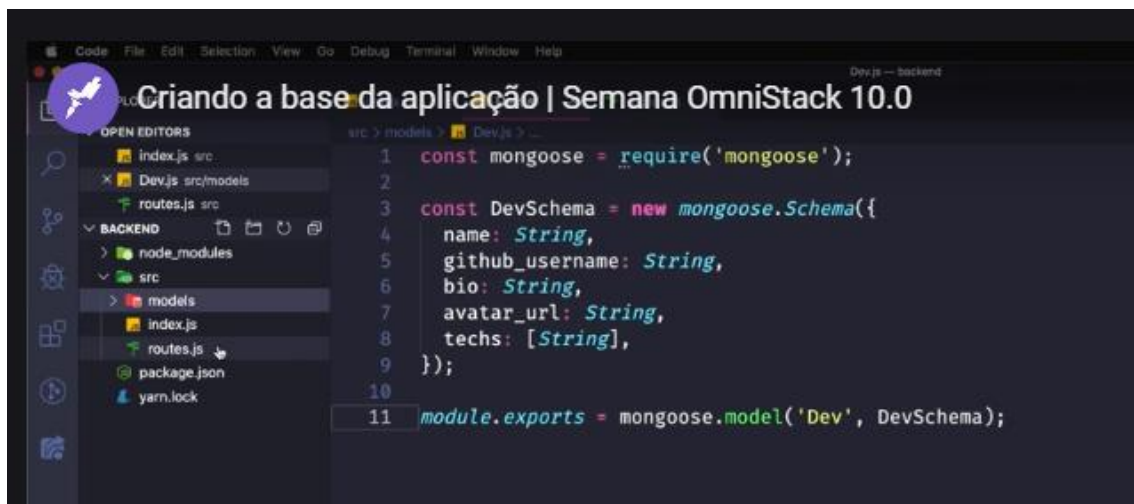 Code File Edit Selection View Go Debug Terminal Window Help
Dev.js — backend
Criando a base da aplicação | Semana OmniStack 10.0
OPEN EDITORS
index.js src
Dev.js src/models
routes.js src
BACKEND
node_modules
src
models
index.js
routes.js
package.json
yarn.lock
src > models > Dev.js > ...
1 const mongoose = require('mongoose');
2
3 const DevSchema = new mongoose.Schema({
4 name: String,
5 github_username: String,
6 bio: String,
7 avatar_url: String,
8 techs: [String],
9 });
10
11 module.exports = mongoose.model('Dev', DevSchema);